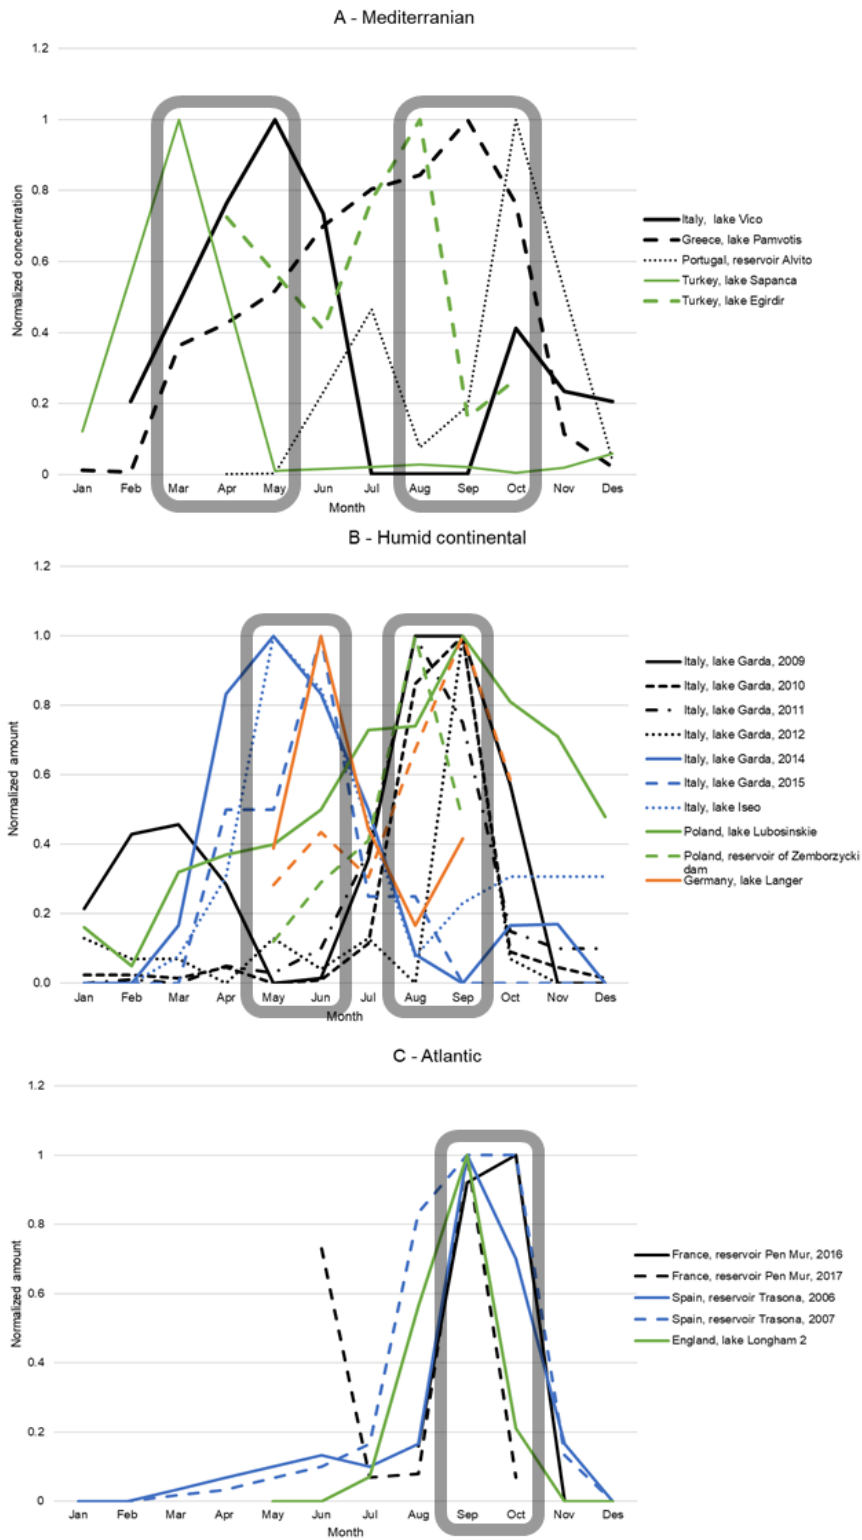 A - Mediterranian
1.2
1
0.8
0.6
0.4
0.2
0
Normalized concentration
Jan Feb Mar Apr May Jun Jul Aug Sep Oct Nov Des
Month
Italy, lake Vico
Greece, lake Pamvotis
Portugal, reservoir Alvito
Turkey, lake Sapanca
Turkey, lake Egirdir
B - Humid continental
1.2
1.0
0.8
0.6
0.4
0.2
0.0
Normalized amount
Jan Feb Mar Apr May Jun Jul Aug Sep Oct Nov Des
Month
Italy, lake Garda, 2009
Italy, lake Garda, 2010
Italy, lake Garda, 2011
Italy, lake Garda, 2012
Italy, lake Garda, 2014
Italy, lake Garda, 2015
Italy, lake Iseo
Poland, lake Lubosinskie
Poland, reservoir of Zemborzycki
dam
Germany, lake Langer
C - Atlantic
1.2
1
0.8
0.6
0.4
0.2
0
Normalized amount
Jan Feb Mar Apr May Jun Jul Aug Sep Oct Nov Des
Month
France, reservoir Pen Mur, 2016
France, reservoir Pen Mur, 2017
Spain, reservoir Trasona, 2006
Spain, reservoir Trasona, 2007
England, lake Longham 2